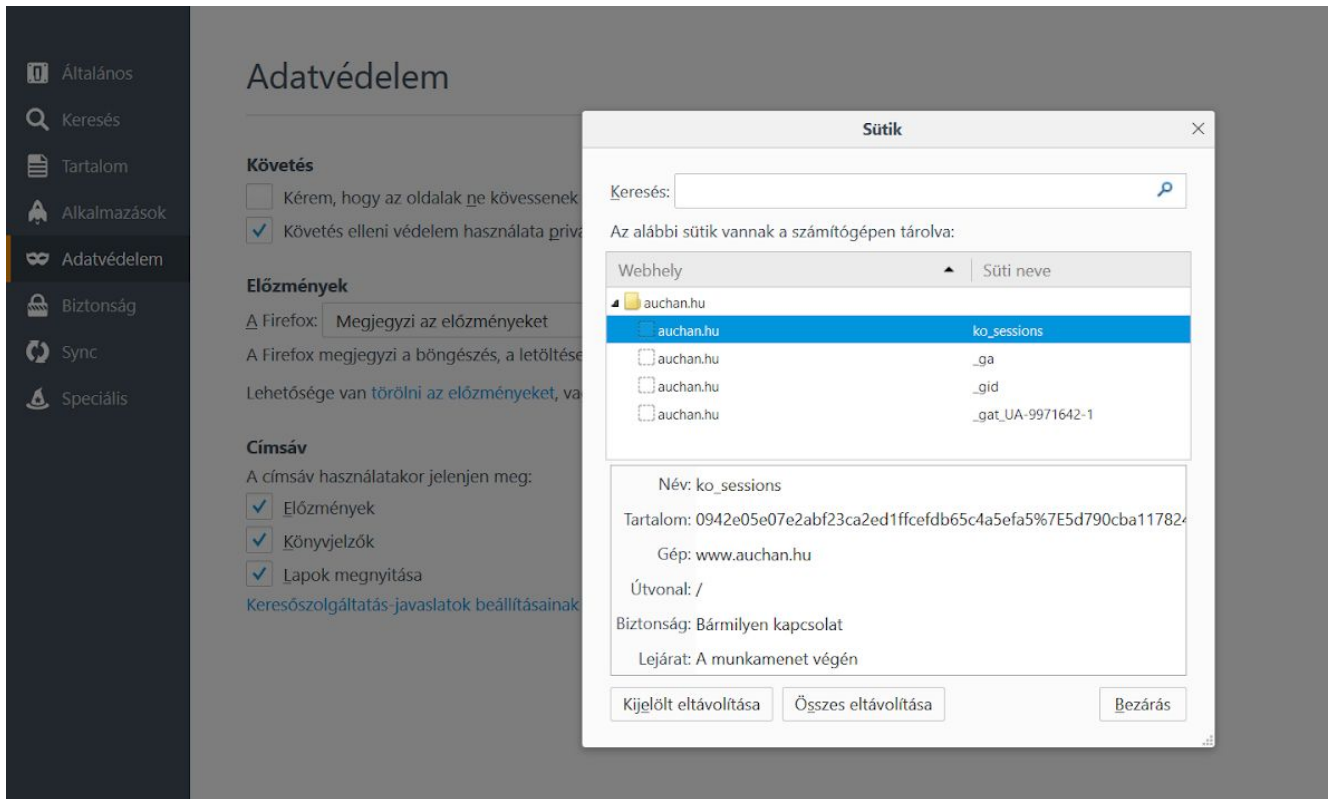 Általános
Keresés
Tartalom
Alkalmazások
Adatvédelem
Biztonság
Sync
Speciális
Adatvédelem
Követés
Kérem, hogy az oldalak ne kövessenek
Követés elleni védelem használata
Előzmények
A Firefox: Megjegyzi az előzményeket
A Firefox megjegyzi a böngészés, a
Lehetősége van törölni az előzményeket,
Címsáv
A címsáv használatakor jelenjen meg:
Előzmények
Könyvjelzők
Lapok megnyitása
Keresőszolgáltatás-javaslatok beállításainak
Sütik
Keresés:
Az alábbi sütik vannak a számítógépen tárolva:
Webhely Süti neve
auchan.hu
auchan.hu ko_sessions
auchan.hu _ga
auchan.hu _gid
auchan.hu _gat_UA-9971642-1
Név: ko_sessions
Tartalom: 0942e05e07e2abf23ca2ed1ffcefdb65c4a5efa5%7E5d790cba117824
Gép: www.auchan.hu
Útvonal: /
Biztonság: Bármilyen kapcsolat
Lejárat: A munkamenet végén
Kijelölt eltávolítása Összes eltávolítása Bezárás